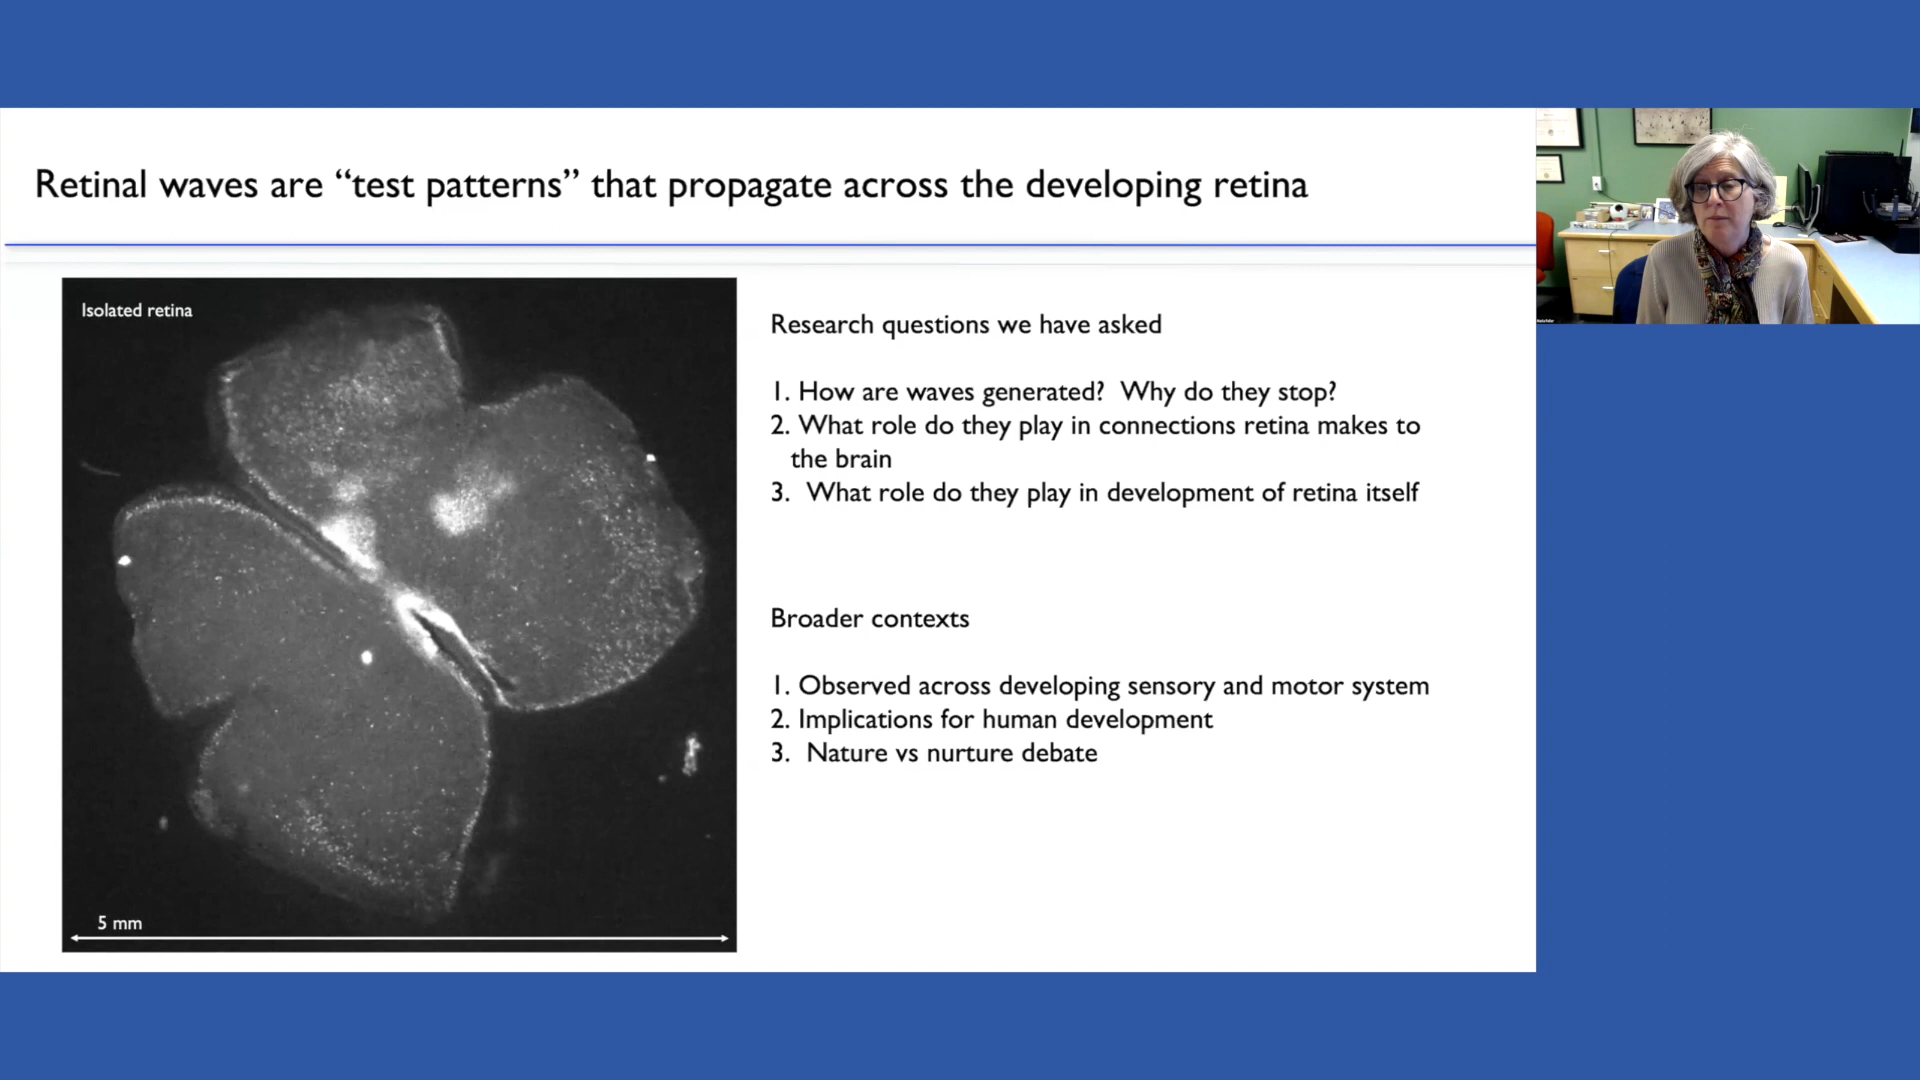 Retinal waves are “test patterns” that propagate across the developing retina
Isolated retina
5 mm
Research questions we have asked
1. How are waves generated?  Why do they stop?
2. What role do they play in connections retina makes to
the brain
3.  What role do they play in development of retina itself
Broader contexts
1. Observed across developing sensory and motor system
2. Implications for human development
3.  Nature vs nurture debate